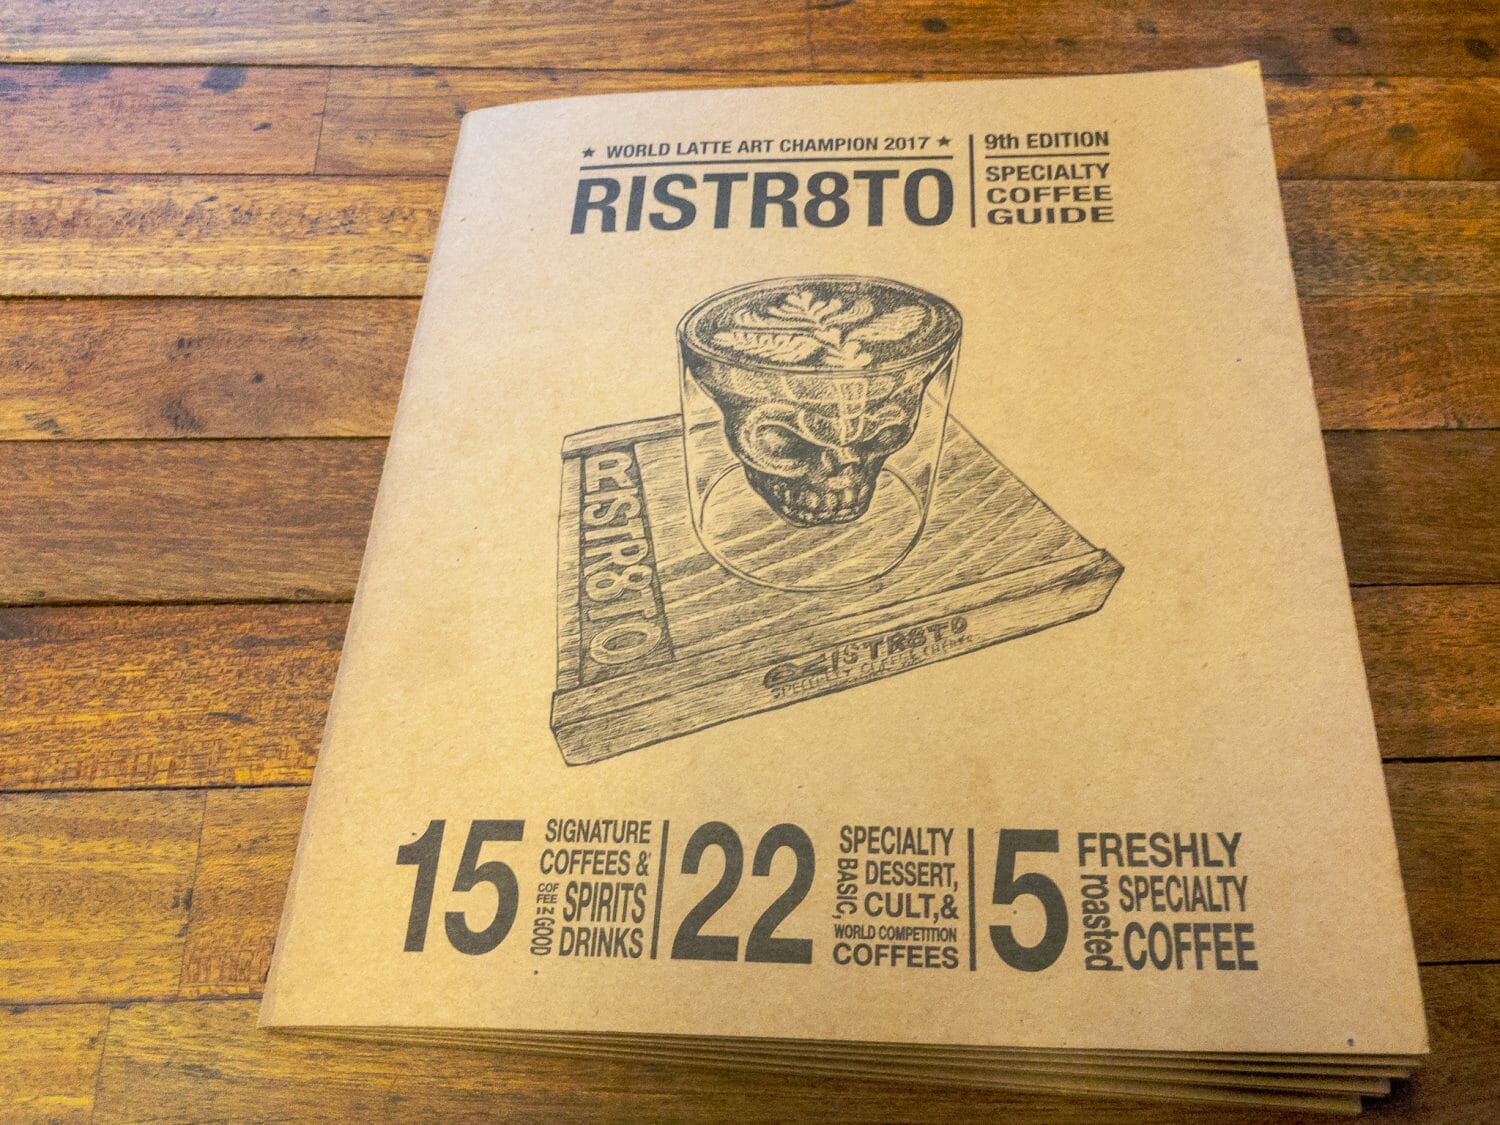 ★ WORLD LATTE ART CHAMPION 2017 ★
RISTR8TO
9th EDITION
SPECIALTY
COFFEE
GUIDE
RISTR8TO
RISTR8TO
15
SIGNATURE
COFFEES &
COF
FEE
IN GOOD
SPIRITS
DRINKS
22
SPECIALTY
BASIC,
DESSERT,
CULT,&
WORLD COMPETITION
COFFEES
5
FRESHLY
roasted
SPECIALTY
COFFEE